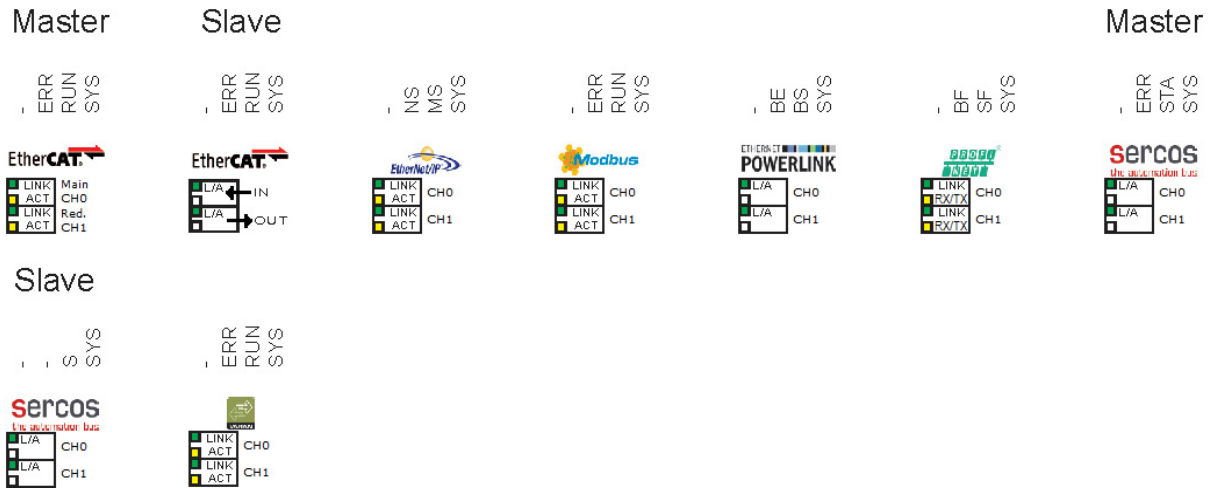 Master Slave Master
- ERR RUN SYS
- ERR RUN SYS
- NS MS SYS
- ERR RUN SYS
- BE BS SYS
- BF SF SYS
- ERR STA SYS
EtherCAT.
LINK Main
ACT CH0
LINK Red.
ACT CH1
EtherCAT.
L/A IN
L/A OUT
EtherNet/IP
LINK CH0
ACT
LINK CH1
ACT
Modbus
LINK CH0
ACT
LINK CH1
ACT
ETHERNET
POWERLINK
L/A CH0
L/A CH1
PROFI
NET
LINK CH0
RX/TX
LINK CH1
RX/TX
sercos
the automation bus
L/A CH0
L/A CH1
Slave
- - S SYS
- ERR RUN SYS
sercos
the automation bus
L/A CH0
L/A CH1
LINK CH0
ACT
LINK CH1
ACT